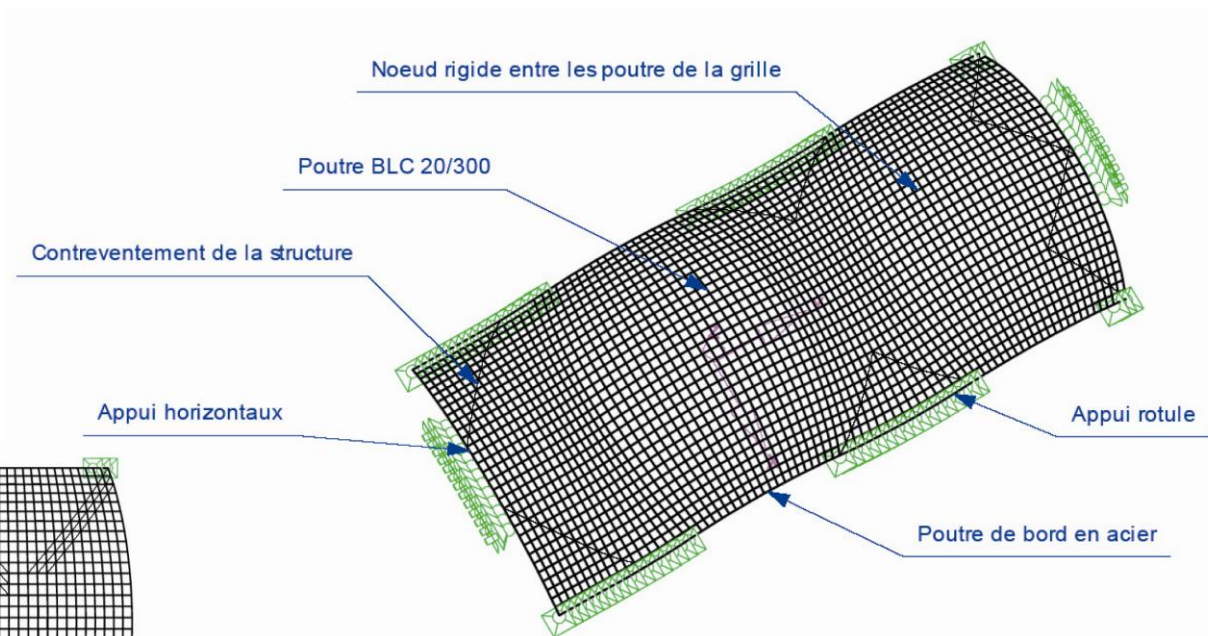 Noeud rigide entre les poutre de la grille
Poutre BLC 20/300
Contreventement de la structure
Appui horizontaux
Appui rotule
Poutre de bord en acier